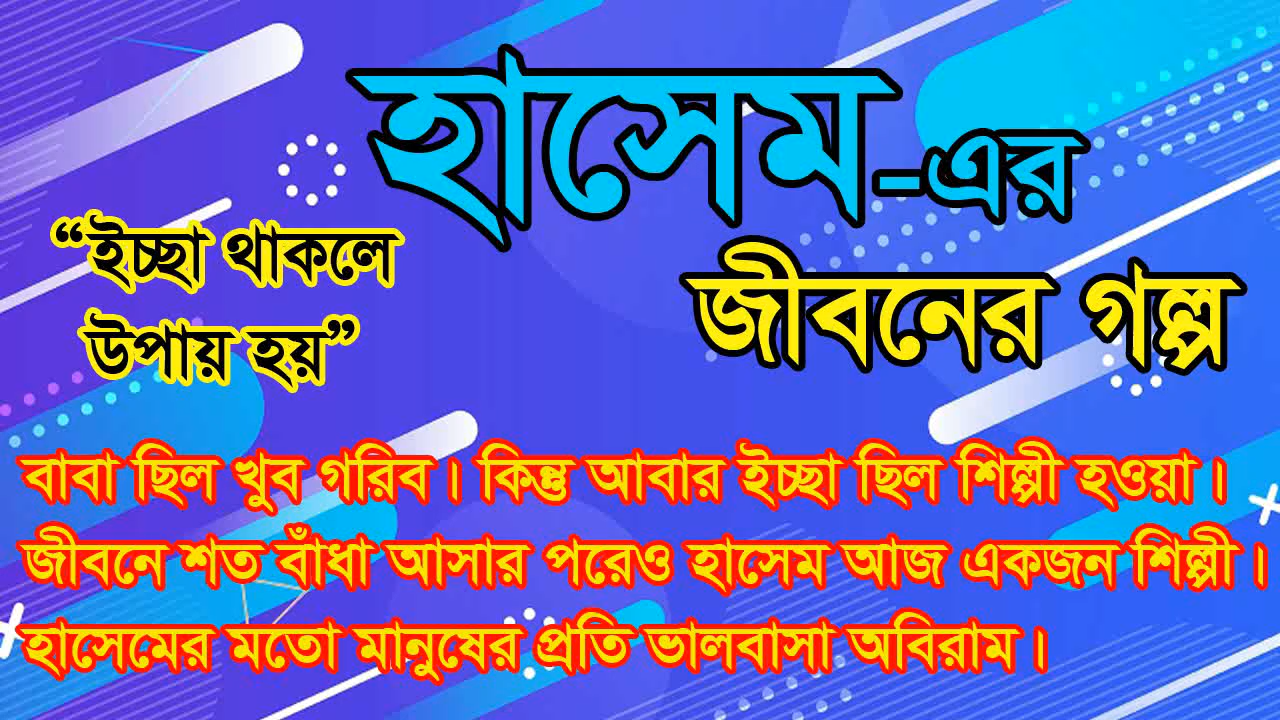 হাসেম-এর
জীবনের গল্প
“ইচ্ছা থাকলে
উপায় হয়”
বাবা ছিল খুব গরিব। কিন্তু আবার ইচ্ছা ছিল শিল্পী হওয়া।
জীবনে শত বাঁধা আসার পরেও হাসেম আজ একজন শিল্পী।
হাসেমের মতো মানুষের প্রতি ভালবাসা অবিরাম।